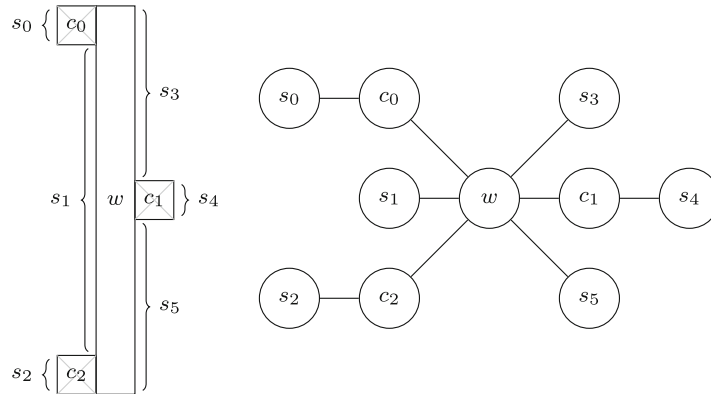 s₀ c₀
s₃
s₁ w c₁ s₄
s₅
s₂ c₂
s₀ c₀ s₃
s₁ w c₁ s₄
s₂ c₂ s₅